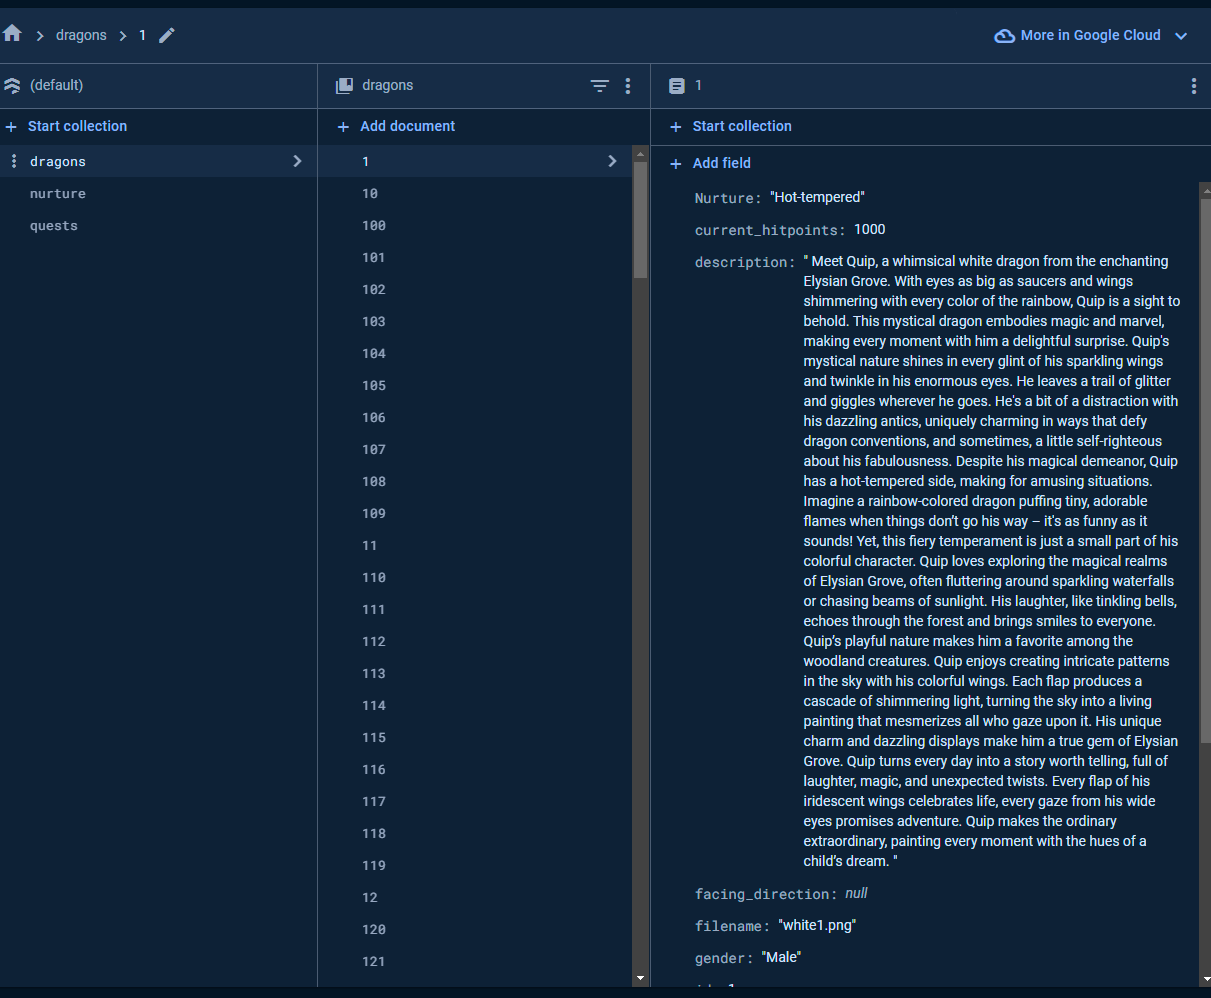 dragons
1
More in Google Cloud
(default)
dragons
1
Start collection
Add document
Start collection
dragons
nurture
quests
1
10
100
101
102
103
104
105
106
107
108
109
11
110
111
112
113
114
115
116
117
118
119
12
120
121
Add field
Nurture: "Hot-tempered"
current_hitpoints: 1000
description: " Meet Quip, a whimsical white dragon from the enchanting
Elysian Grove. With eyes as big as saucers and wings
shimmering with every color of the rainbow, Quip is a sight to
behold. This mystical dragon embodies magic and marvel,
making every moment with him a delightful surprise. Quip's
mystical nature shines in every glint of his sparkling wings
and twinkle in his enormous eyes. He leaves a trail of glitter
and giggles wherever he goes. He's a bit of a distraction with
his dazzling antics, uniquely charming in ways that defy
dragon conventions, and sometimes, a little self-righteous
about his fabulousness. Despite his magical demeanor, Quip
has a hot-tempered side, making for amusing situations.
Imagine a rainbow-colored dragon puffing tiny, adorable
flames when things don’t go his way – it's as funny as it
sounds! Yet, this fiery temperament is just a small part of his
colorful character. Quip loves exploring the magical realms
of Elysian Grove, often fluttering around sparkling waterfalls
or chasing beams of sunlight. His laughter, like tinkling bells,
echoes through the forest and brings smiles to everyone.
Quip’s playful nature makes him a favorite among the
woodland creatures. Quip enjoys creating intricate patterns
in the sky with his colorful wings. Each flap produces a
cascade of shimmering light, turning the sky into a living
painting that mesmerizes all who gaze upon it. His unique
charm and dazzling displays make him a true gem of Elysian
Grove. Quip turns every day into a story worth telling, full of
laughter, magic, and unexpected twists. Every flap of his
iridescent wings celebrates life, every gaze from his wide
eyes promises adventure. Quip makes the ordinary
extraordinary, painting every moment with the hues of a
child’s dream. "
facing_direction: null
filename: "white1.png"
gender: "Male"